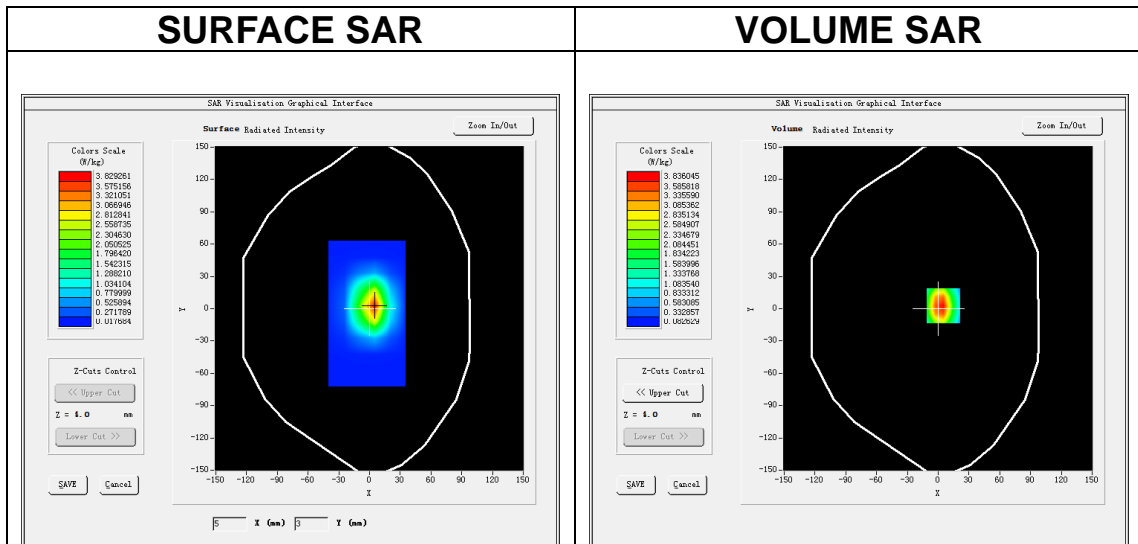 SURFACE SAR
VOLUME SAR
SAR Visualisation Graphical Interface
Surface Radiated Intensity
Zoom In/Out
Colors Scale
(W/kg)
3.829261
3.575156
3.321051
3.066946
2.812841
2.558735
2.304630
2.050525
1.796420
1.542315
1.288210
1.034104
0.779999
0.525894
0.271789
0.017684
150
120
90
60
30
0
-30
-60
-90
-120
-150
Y
-150 -120 -90 -60 -30 0 30 60 90 120 150
X
Z-Cuts Control
<< Upper Cut
Z = 4.0 mm
Lower Cut >>
SAVE Cancel
5 X (mm) 3 Y (mm)
SAR Visualisation Graphical Interface
Volume Radiated Intensity
Zoom In/Out
Colors Scale
(W/kg)
3.836045
3.585818
3.335590
3.085362
2.835134
2.584907
2.334679
2.084451
1.834223
1.583996
1.333768
1.083540
0.833312
0.583085
0.332857
0.082629
150
120
90
60
30
0
-30
-60
-90
-120
-150
Y
-150 -120 -90 -60 -30 0 30 60 90 120 150
X
Z-Cuts Control
<< Upper Cut
Z = 4.0 mm
Lower Cut >>
SAVE Cancel